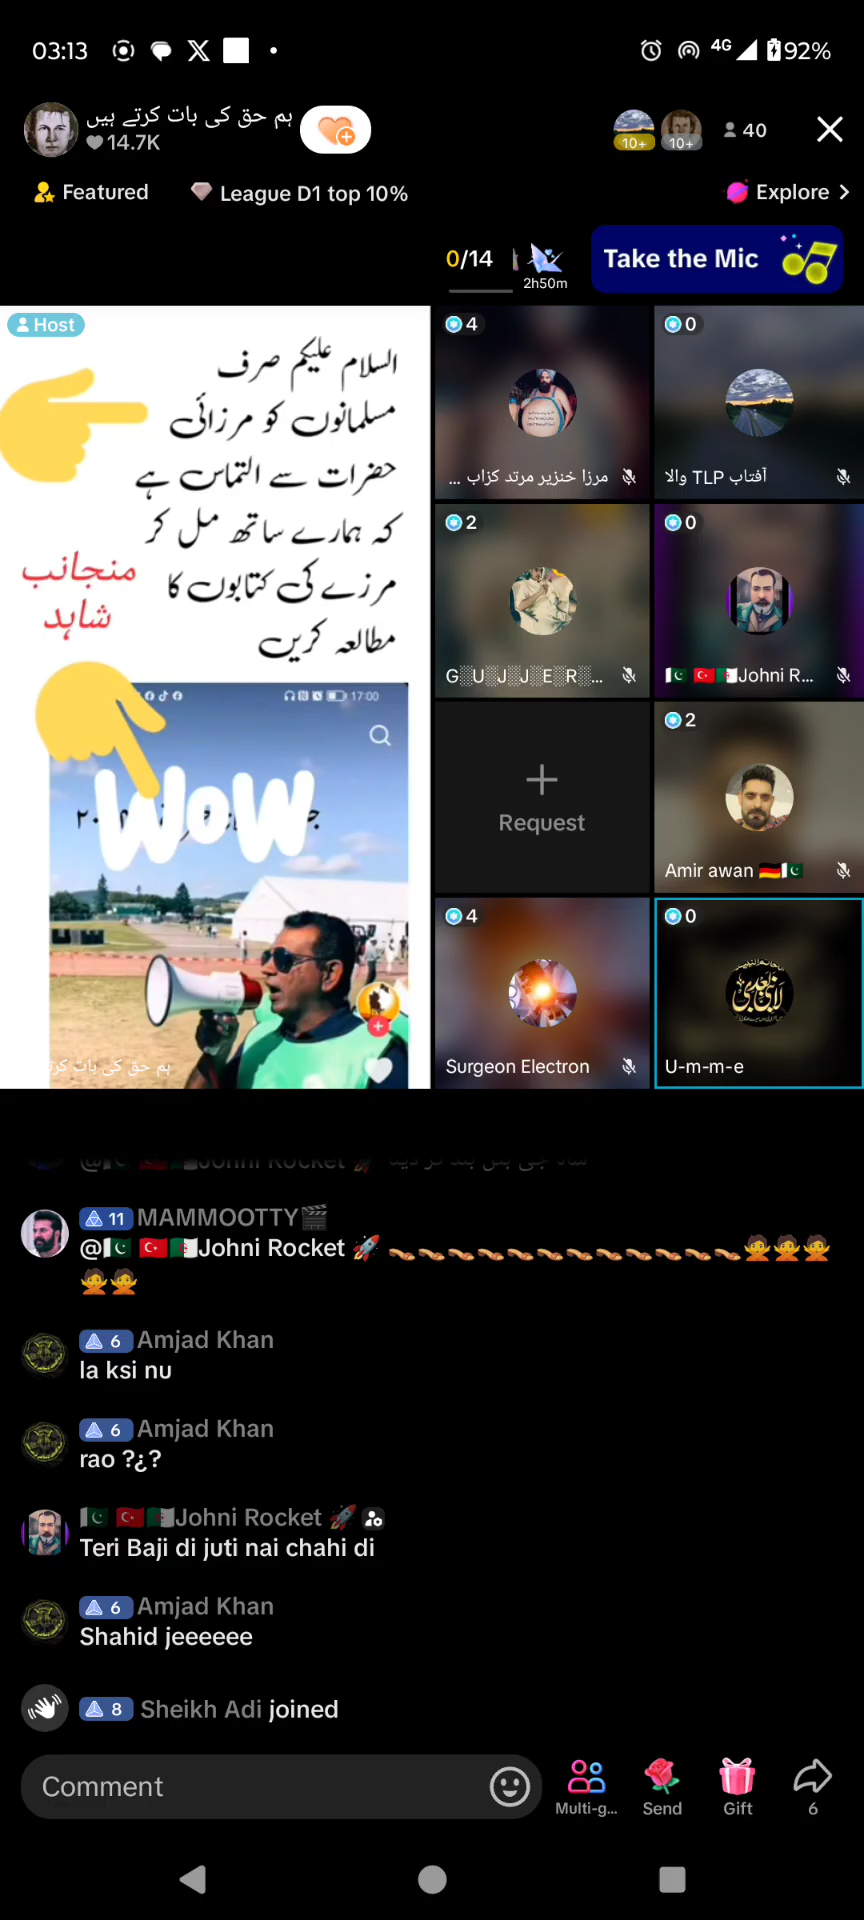 03:13
4G
92%
ہم حق کی بات کرتے ہیں
14.7K
10+
10+
40
Featured
League D1 top 10%
Explore
0/14
2h50m
Take the Mic
Host
السلام علیکم صرف
مسلمانوں کو مرزائی
حضرات سے التماس ہے
کہ ہمارے ساتھ مل کر
مرزے کی کتابوں کا
مطالعہ کریں
منجانب
شاہد
17:00
WOW
ہم حق کی بات کرتے
4
مرزا خنزیر مرتد کزاب ...
0
آفتاب TLP والا
2
G░U░J░J░E░R░...
0
🇵🇰 🇹🇷🇩🇿Johni R...
Request
2
Amir awan 🇩🇪🇵🇰
4
Surgeon Electron
0
لا نبی بعدی
U-m-m-e
@🇵🇰 🇹🇷🇩🇿Johni Rocket 🚀
11 MAMMOOTTY🎬
@🇵🇰 🇹🇷🇩🇿Johni Rocket 🚀 👡👡👡👡👡👡👡👡👡👡👡👡🙅🙅🙅
🙅🙅
6 Amjad Khan
la ksi nu
6 Amjad Khan
rao ?¿?
🇵🇰 🇹🇷🇩🇿Johni Rocket 🚀
Teri Baji di juti nai chahi di
6 Amjad Khan
Shahid jeeeeee
8 Sheikh Adi joined
Comment
Multi-g...
Send
Gift
6